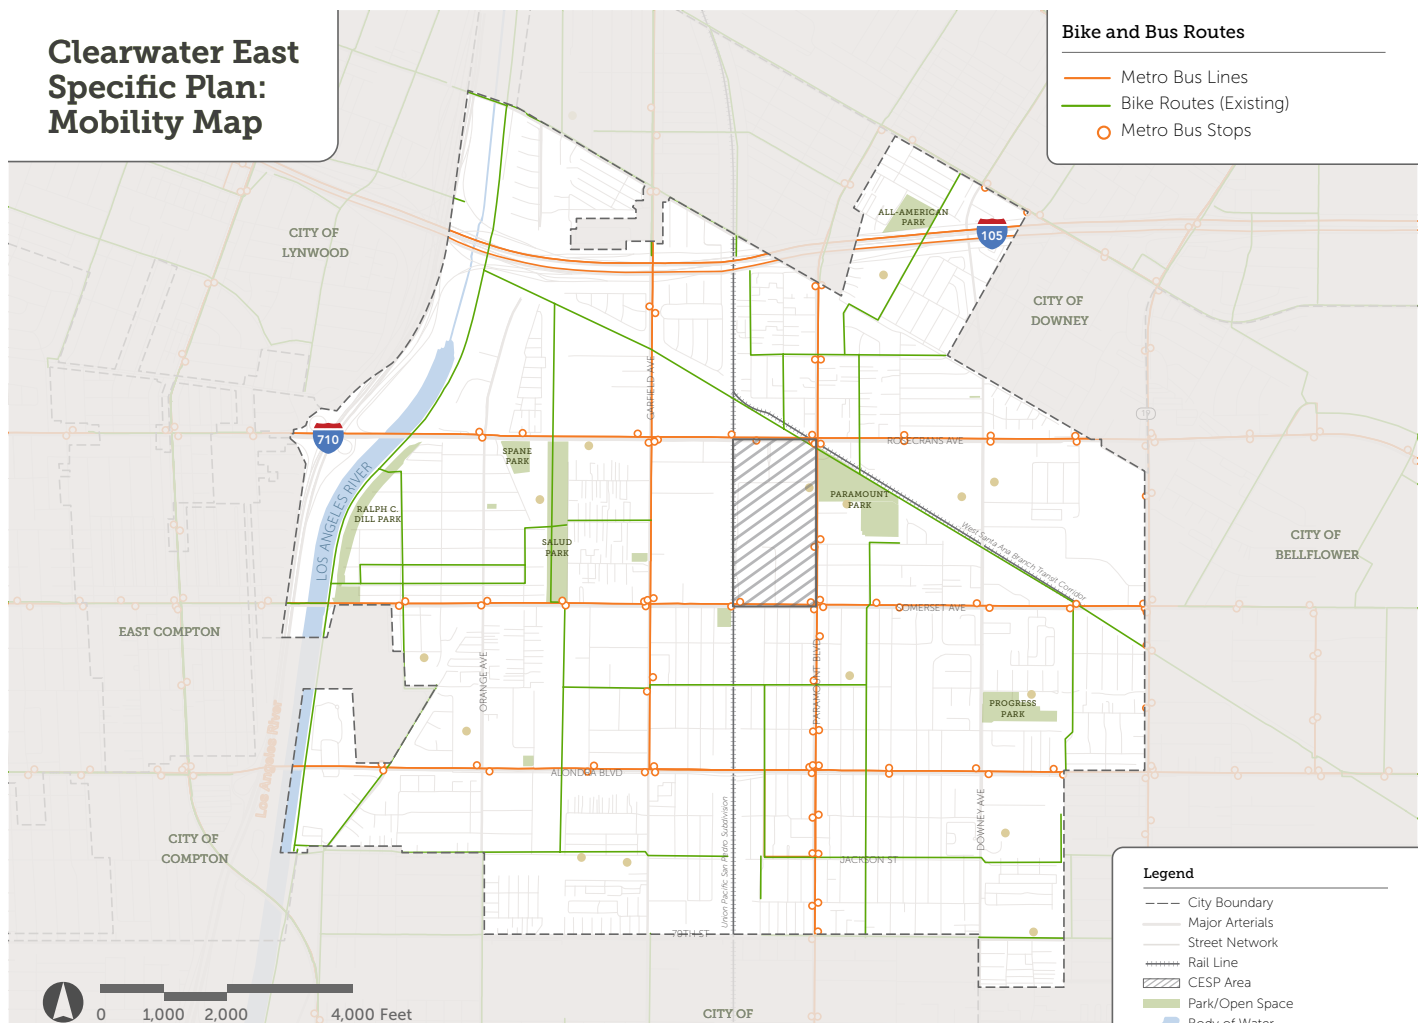 Clearwater East
Specific Plan:
Mobility Map
Bike and Bus Routes
Metro Bus Lines
Bike Routes (Existing)
Metro Bus Stops
CITY OF
LYNWOOD
ALL-AMERICAN
PARK
105
CITY OF
DOWNEY
GARFIELD AVE
19
710
ROSECRANS AVE
SPANE
PARK
LOS ANGELES RIVER
RALPH C.
DILL PARK
PARAMOUNT
PARK
SALUD
PARK
West Santa Ana Branch Transit Corridor
CITY OF
BELLFLOWER
SOMERSET AVE
EAST COMPTON
ORANGE AVE
PARAMOUNT BLVD
PROGRESS
PARK
Los Angeles River
ALONDRA BLVD
Union Pacific San Pedro Subdivision
DOWNEY AVE
CITY OF
COMPTON
JACKSON ST
70TH ST
Legend
City Boundary
Major Arterials
Street Network
Rail Line
CESP Area
Park/Open Space
Body of Water
0 1,000 2,000 4,000 Feet
CITY OF